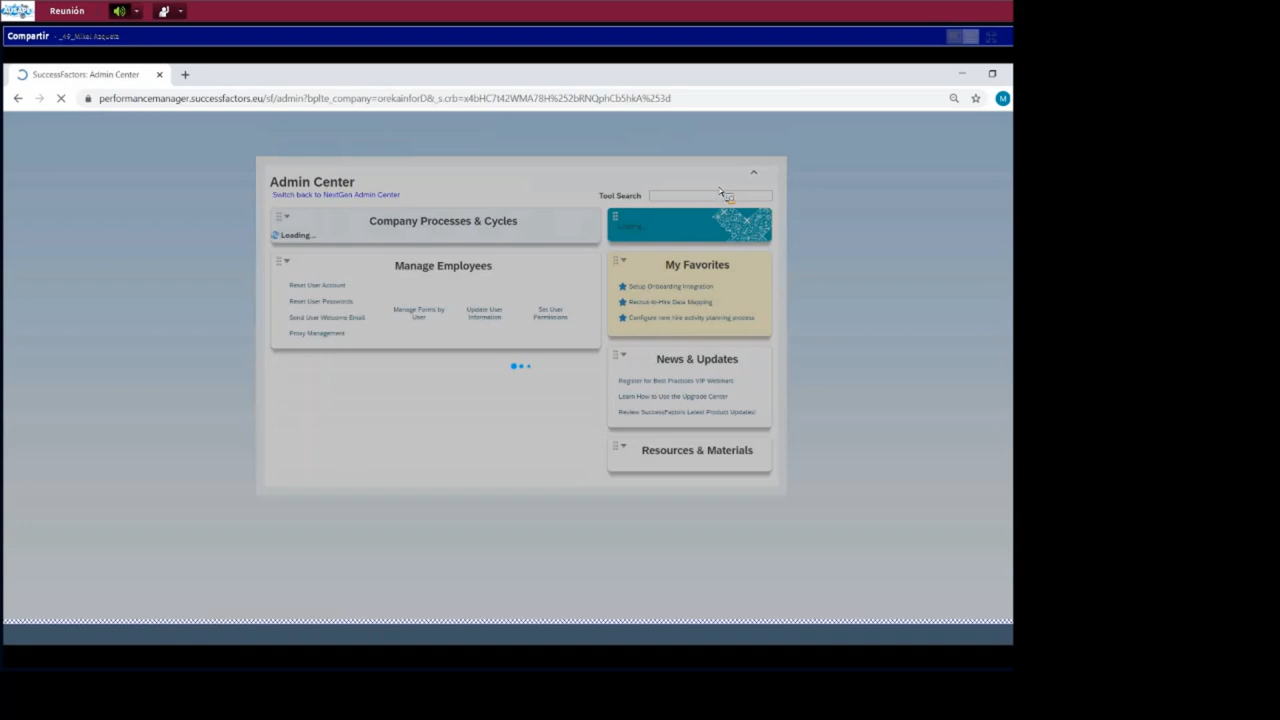 Reunión
Compartir - _49_Mikel Azqueta
SuccessFactors: Admin Center
performancemanager.successfactors.eu/sf/admin?bplte_company=orekainforD&_s.crb=x4bHC7t42WMA78H%252bRNQphCb5hkA%253d
M
Admin Center
Switch back to NextGen Admin Center
Tool Search
Company Processes & Cycles
Loading...
Loading...
Manage Employees
Reset User Account
Reset User Passwords
Send User Welcome Email
Proxy Management
Manage Forms by
User
Update User
Information
Set User
Permissions
My Favorites
Setup Onboarding Integration
Recruit-to-Hire Data Mapping
Configure new hire activity planning process
News & Updates
Register for Best Practices VIP Webinars
Learn How to Use the Upgrade Center
Review SuccessFactors Latest Product Updates!
Resources & Materials